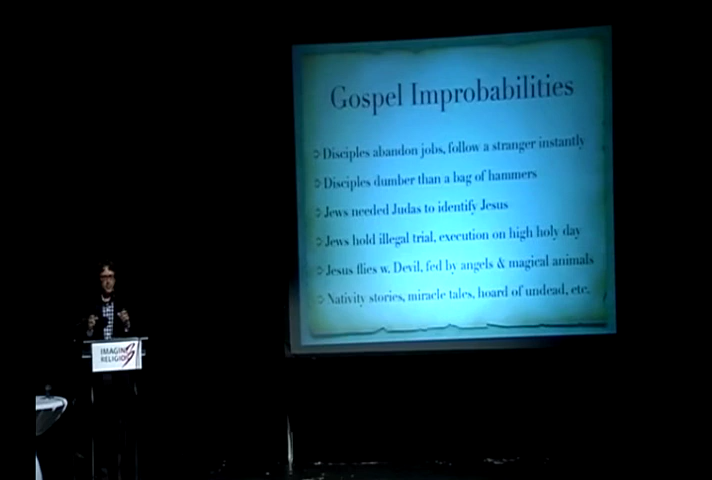 Gospel Improbabilities
Disciples abandon jobs, follow a stranger instantly
Disciples dumber than a bag of hammers
Jews needed Judas to identify Jesus
Jews hold illegal trial, execution on high holy day
Jesus flies w. Devil, fed by angels & magical animals
Nativity stories, miracle tales, hoard of undead, etc.
IMAGINE
RELIGION
3